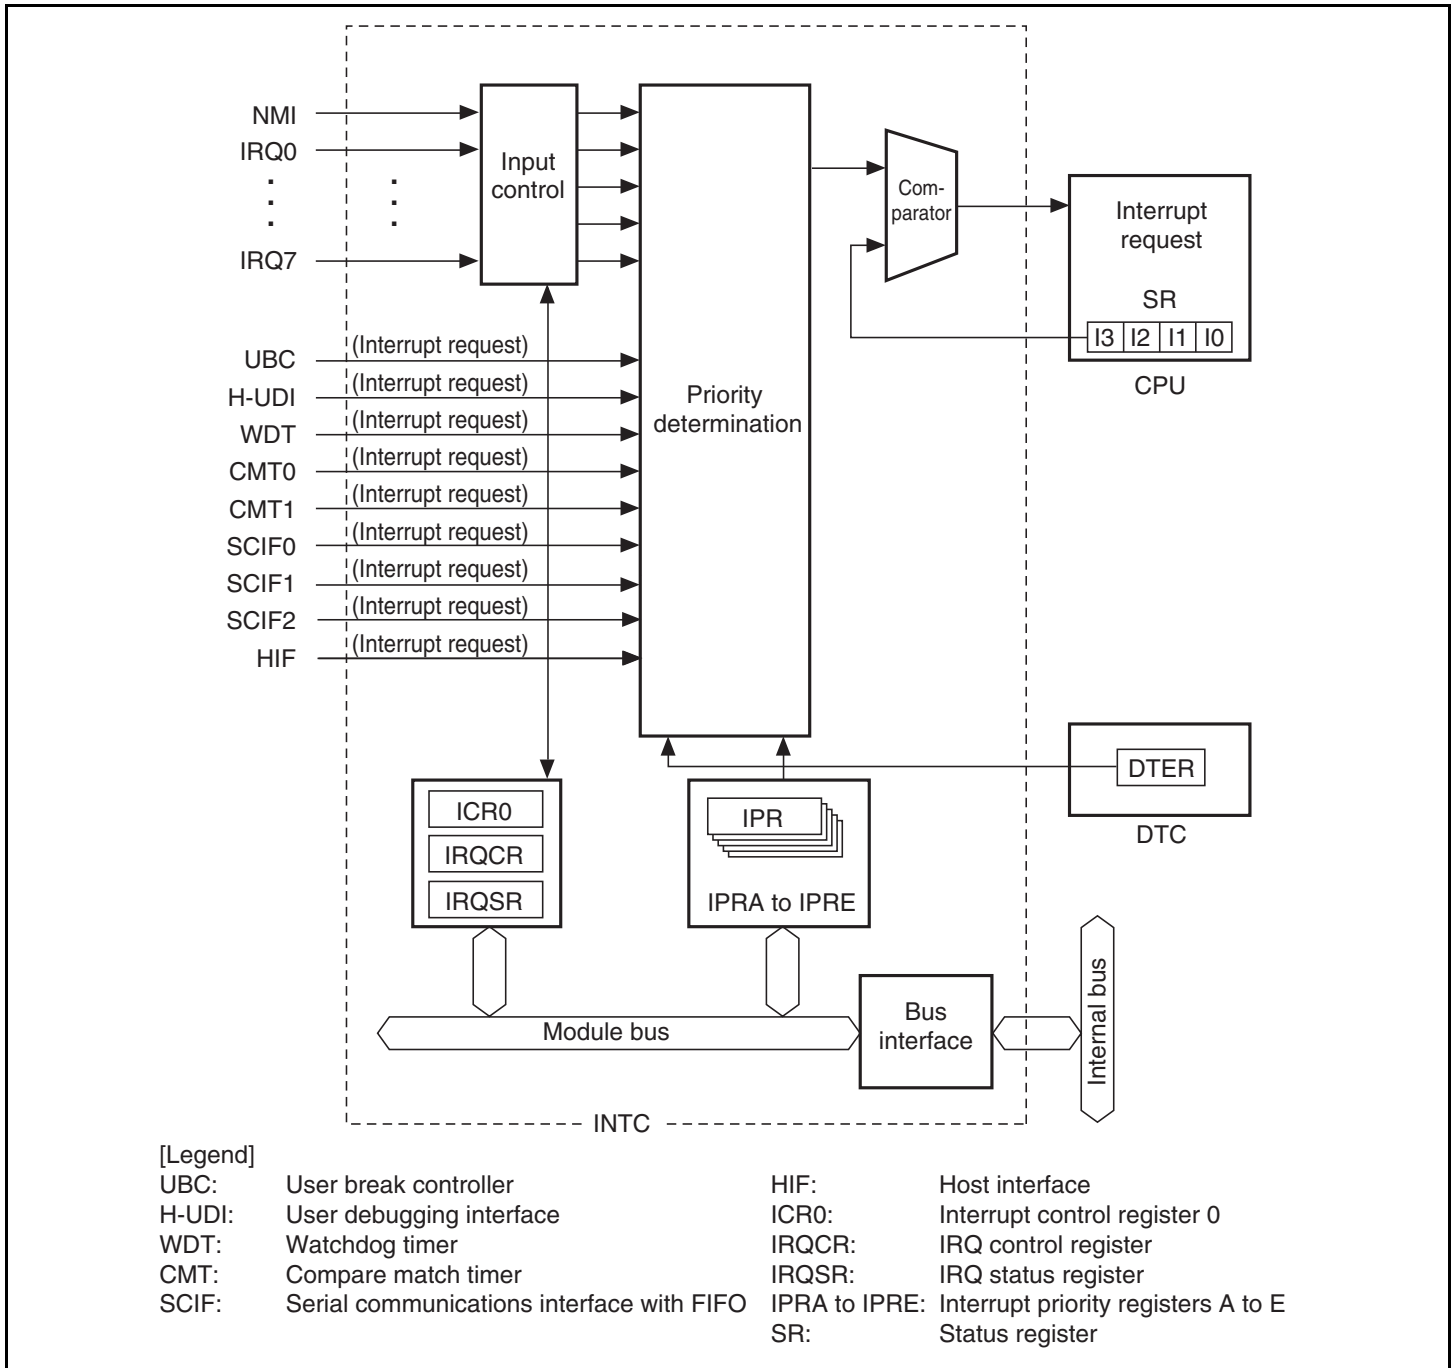 NMI
IRQ0
IRQ7
Input
control
Com-
parator
Interrupt
request
SR
I3 I2 I1 I0
CPU
UBC (Interrupt request)
H-UDI (Interrupt request)
WDT (Interrupt request)
CMT0 (Interrupt request)
CMT1 (Interrupt request)
SCIF0 (Interrupt request)
SCIF1 (Interrupt request)
SCIF2 (Interrupt request)
HIF (Interrupt request)
Priority
determination
DTER
DTC
ICR0
IRQCR
IRQSR
IPR
IPRA to IPRE
Module bus
Bus
interface
Internal bus
INTC
[Legend]
UBC: User break controller
H-UDI: User debugging interface
WDT: Watchdog timer
CMT: Compare match timer
SCIF: Serial communications interface with FIFO
HIF: Host interface
ICR0: Interrupt control register 0
IRQCR: IRQ control register
IRQSR: IRQ status register
IPRA to IPRE: Interrupt priority registers A to E
SR: Status register